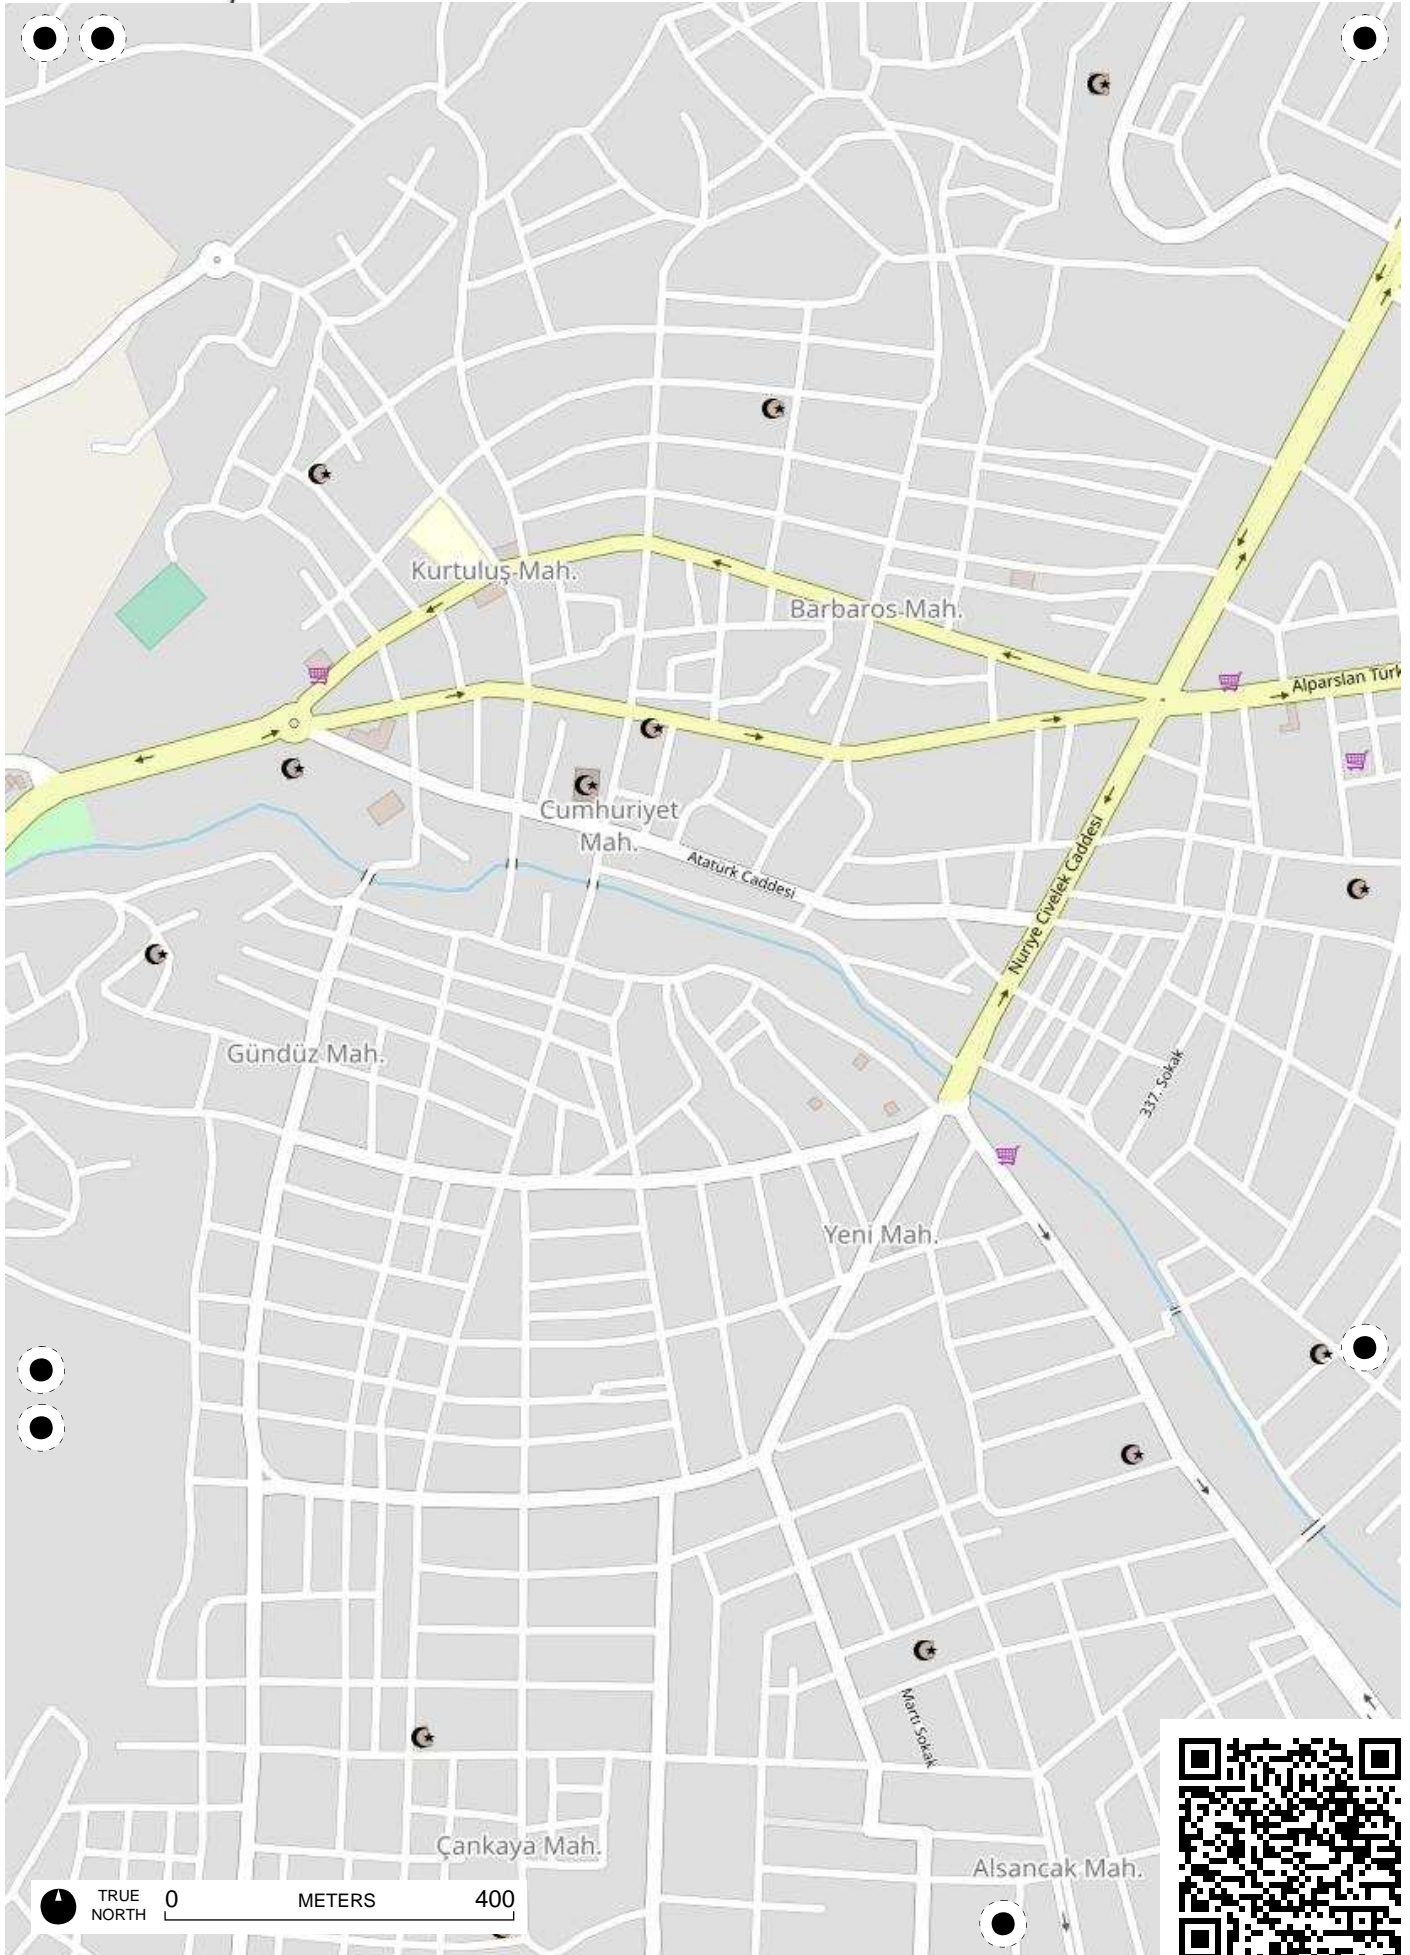 Kurtuluş Mah.
Barbaros Mah.
Alparslan Türk
Cumhuriyet
Mah.
Atatürk Caddesi
Nuriye Civelek Caddesi
Gündüz Mah.
337. Sokak
Yeni Mah.
Martı Sokak
Çankaya Mah.
Alsancak Mah.
TRUE
NORTH
0 METERS 400